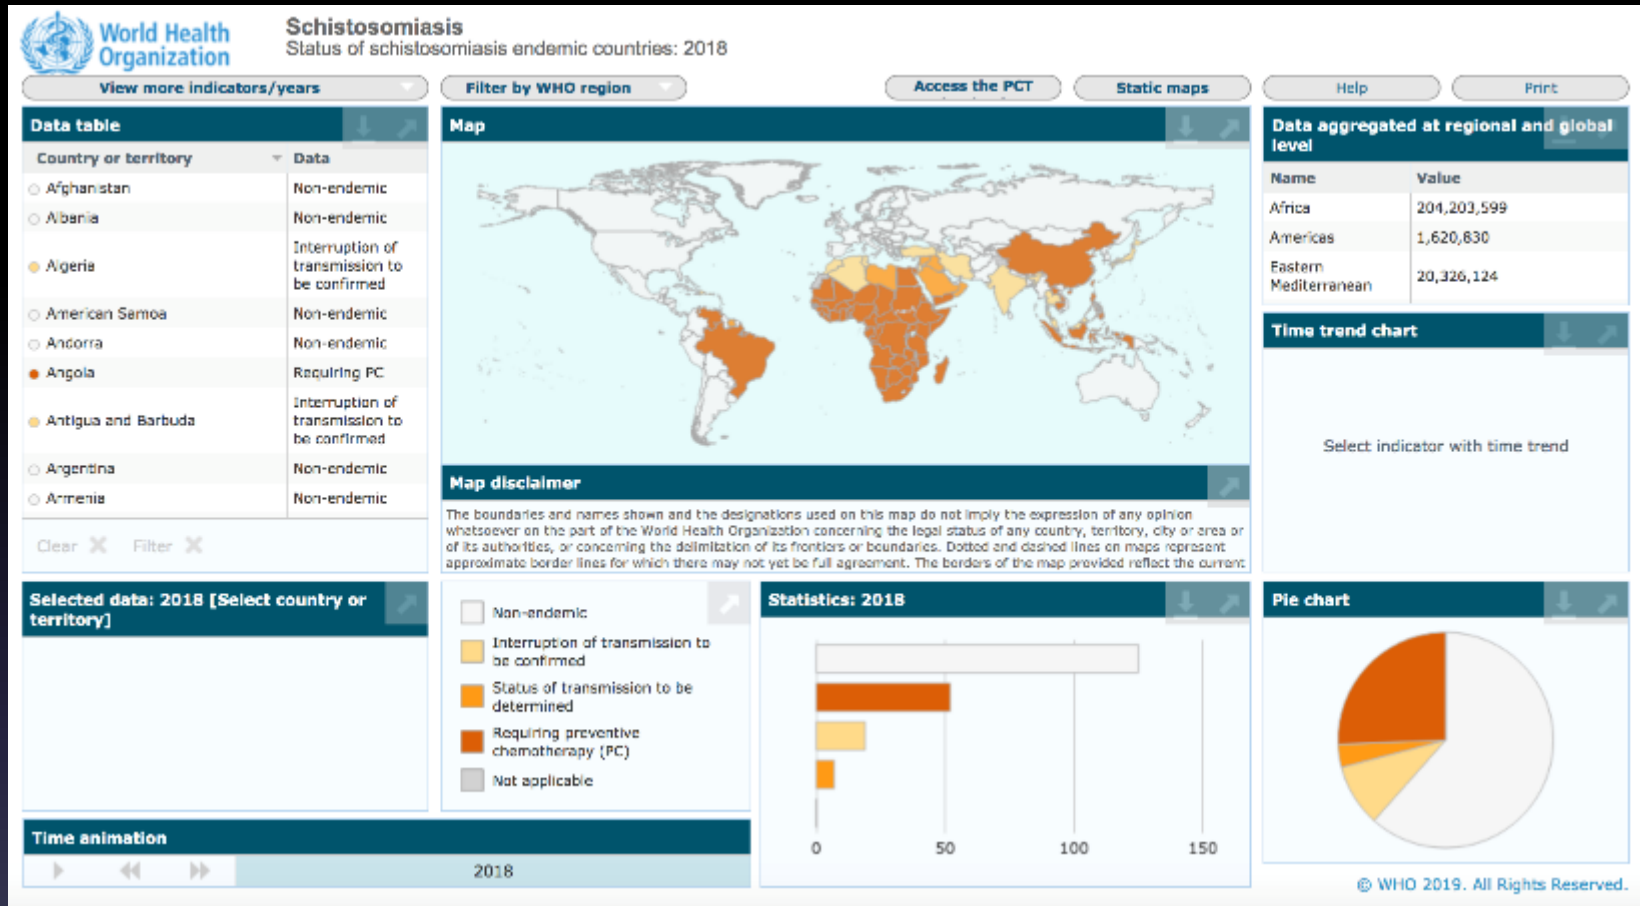 World Health
Organization
Schistosomiasis
Status of schistosomiasis endemic countries: 2018
View more indicators/years
Filter by WHO region
Access the PCT
Static maps
Help
Print
Data table
Country or territory
Data
Afghanistan
Non-endemic
Albania
Non-endemic
Algeria
Interruption of
transmission to
be confirmed
American Samoa
Non-endemic
Andorra
Non-endemic
Angola
Requiring PC
Antigua and Barbuda
Interruption of
transmission to
be confirmed
Argentina
Non-endemic
Armenia
Non-endemic
Clear
Filter
Map
Map disclaimer
The boundaries and names shown and the designations used on this map do not imply the expression of any opinion
whatsoever on the part of the World Health Organization concerning the legal status of any country, territory, city or area or
of its authorities, or concerning the delimitation of its frontiers or boundaries. Dotted and dashed lines on maps represent
approximate border lines for which there may not yet be full agreement. The borders of the map provided reflect the current
Data aggregated at regional and global
level
Name
Value
Africa
204,203,599
Americas
1,620,830
Eastern
Mediterranean
20,326,124
Time trend chart
Select indicator with time trend
Selected data: 2018 [Select country or
territory]
Non-endemic
Interruption of transmission to
be confirmed
Status of transmission to be
determined
Requiring preventive
chemotherapy (PC)
Not applicable
Statistics: 2018
0
50
100
150
Pie chart
Time animation
2018
© WHO 2019. All Rights Reserved.